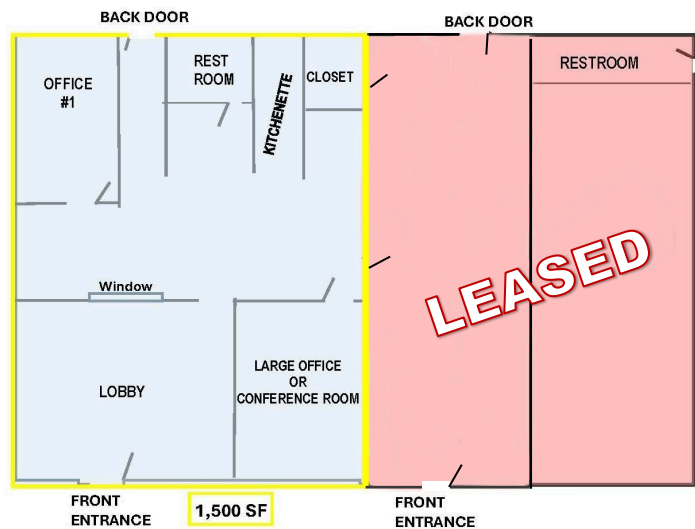 BACK DOOR
BACK DOOR
OFFICE
#1
REST
ROOM
KITCHENETTE
CLOSET
RESTROOM
Window
LEASED
LOBBY
LARGE OFFICE
OR
CONFERENCE ROOM
FRONT
ENTRANCE
1,500 SF
FRONT
ENTRANCE